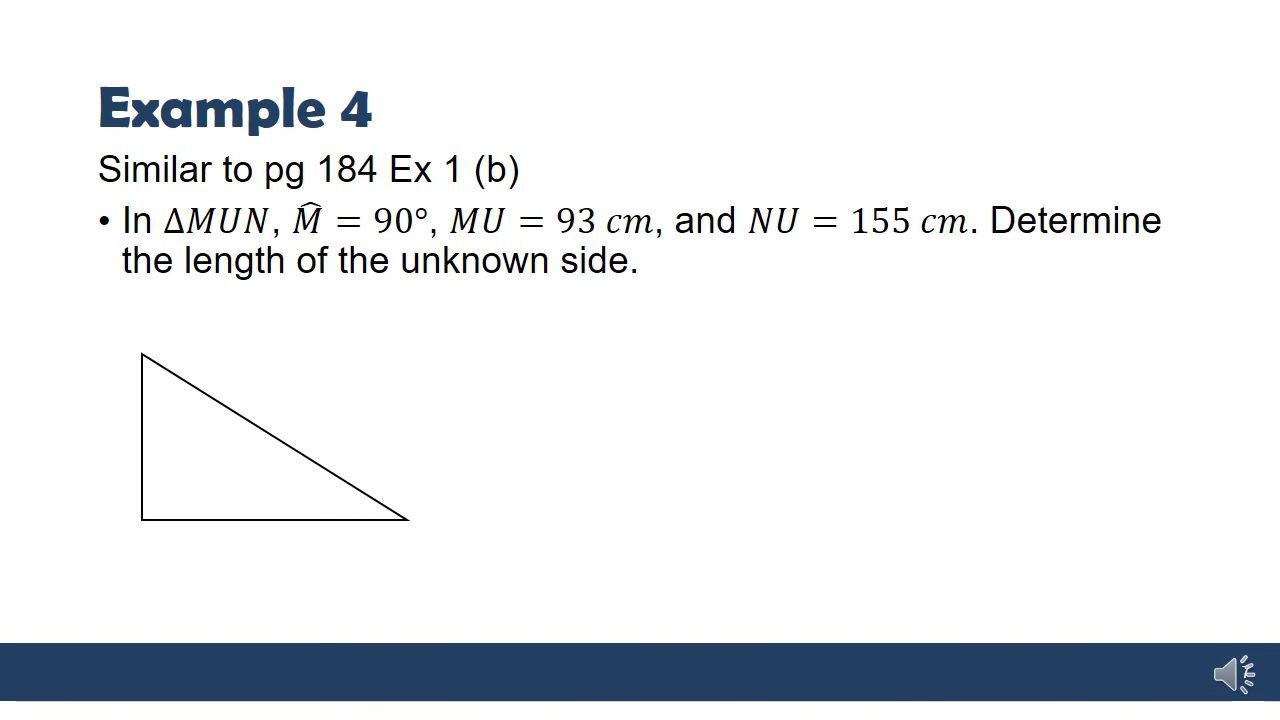 Example 4
Similar to pg 184 Ex 1 (b)
• In Δ𝑀𝑈𝑁, 𝑀̂ = 90°, 𝑀𝑈 = 93 𝑐𝑚, and 𝑁𝑈 = 155 𝑐𝑚. Determine
the length of the unknown side.